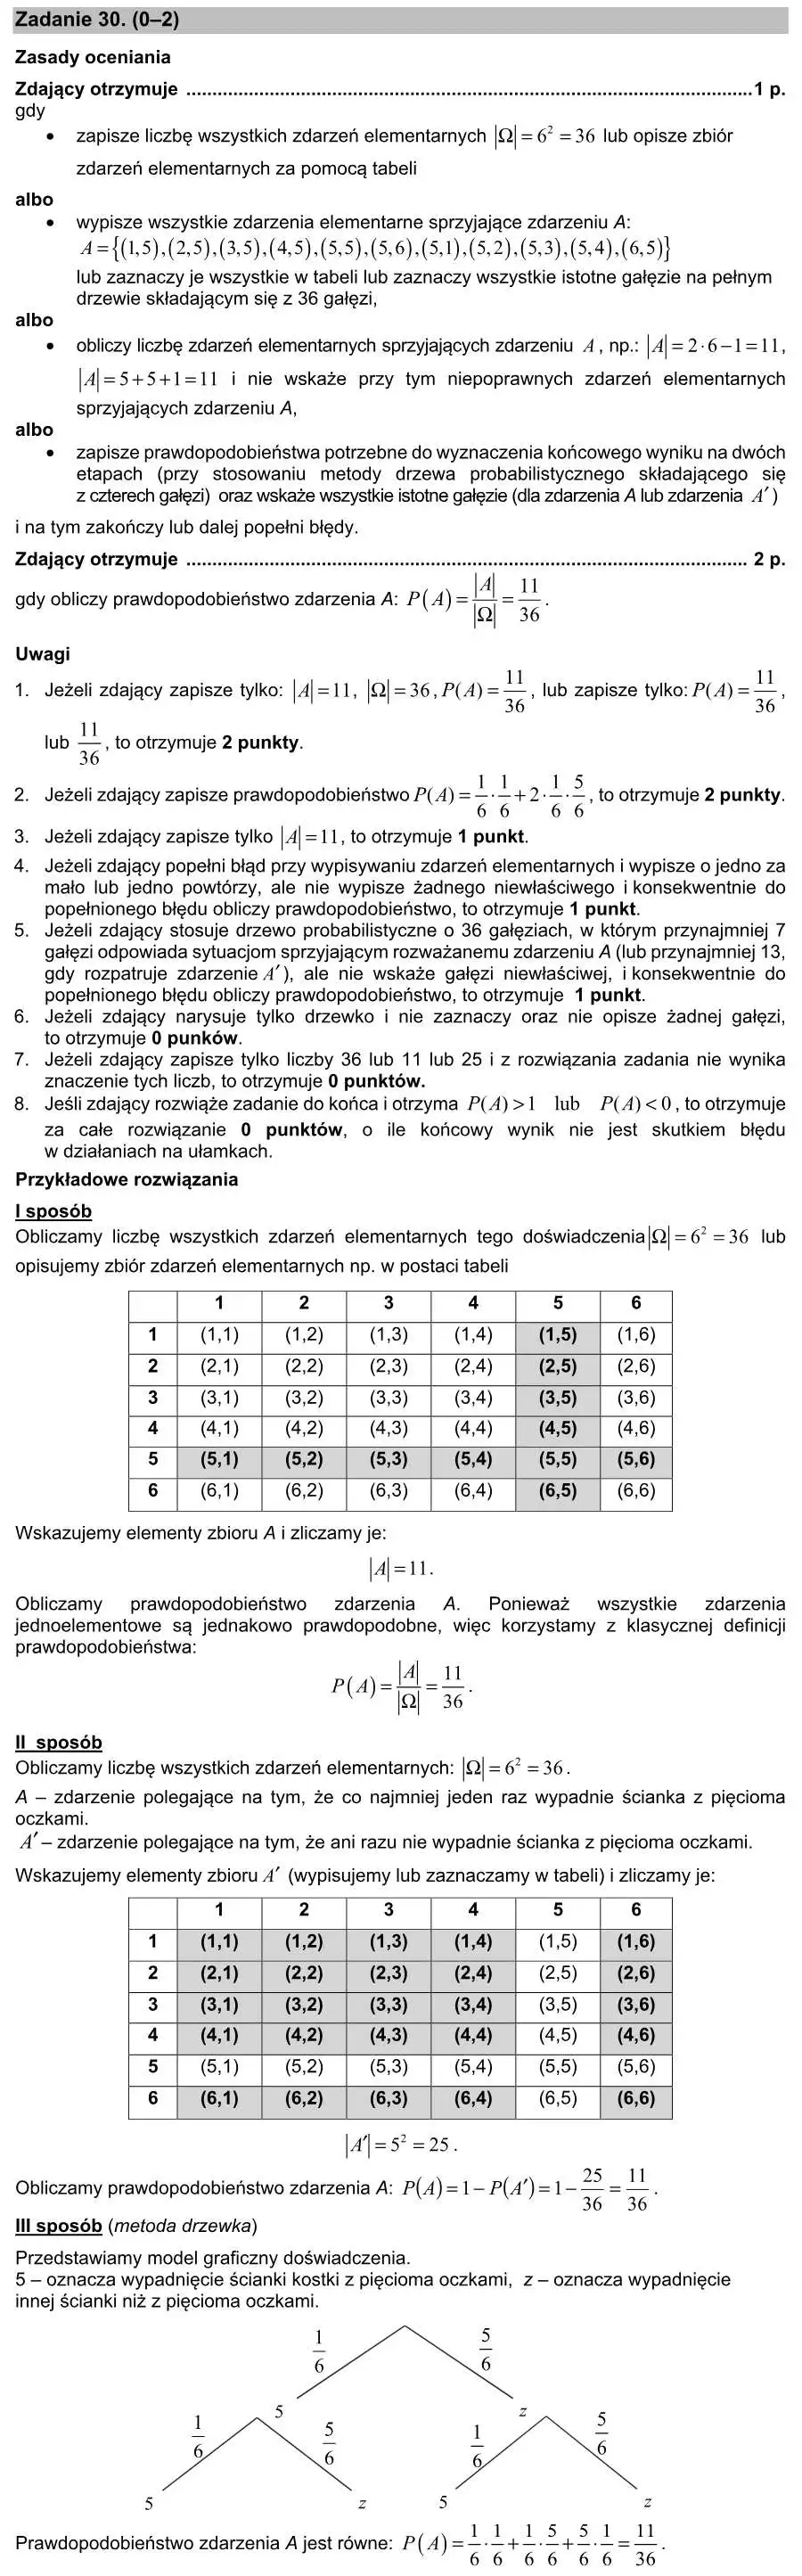 Zadanie 30. (0–2)
Zasady oceniania
Zdający otrzymuje ............................................................................................................... 1 p.
gdy
• zapisze liczbę wszystkich zdarzeń elementarnych |Ω| = 6² = 36 lub opisze zbiór
zdarzeń elementarnych za pomocą tabeli
albo
• wypisze wszystkie zdarzenia elementarne sprzyjające zdarzeniu A:
A = {(1,5),(2,5),(3,5),(4,5),(5,5),(5,6),(5,1),(5,2),(5,3),(5,4),(6,5)}
lub zaznaczy je wszystkie w tabeli lub zaznaczy wszystkie istotne gałęzie na pełnym
drzewie składającym się z 36 gałęzi,
albo
• obliczy liczbę zdarzeń elementarnych sprzyjających zdarzeniu A, np.: |A| = 2·6−1 = 11,
|A| = 5+5+1 = 11 i nie wskaże przy tym niepoprawnych zdarzeń elementarnych
sprzyjających zdarzeniu A,
albo
• zapisze prawdopodobieństwa potrzebne do wyznaczenia końcowego wyniku na dwóch
etapach (przy stosowaniu metody drzewa probabilistycznego składającego się
z czterech gałęzi) oraz wskaże wszystkie istotne gałęzie (dla zdarzenia A lub zdarzenia A′)
i na tym zakończy lub dalej popełni błędy.
Zdający otrzymuje .............................................................................................................. 2 p.
gdy obliczy prawdopodobieństwo zdarzenia A: P(A) = |A|/|Ω| = 11/36.
Uwagi
1. Jeżeli zdający zapisze tylko: |A| = 11, |Ω| = 36, P(A) = 11/36, lub zapisze tylko: P(A) = 11/36,
lub 11/36, to otrzymuje 2 punkty.
2. Jeżeli zdający zapisze prawdopodobieństwo P(A) = 1/6·1/6+2·1/6·5/6, to otrzymuje 2 punkty.
3. Jeżeli zdający zapisze tylko |A| = 11, to otrzymuje 1 punkt.
4. Jeżeli zdający popełni błąd przy wypisywaniu zdarzeń elementarnych i wypisze o jedno za
mało lub jedno powtórzy, ale nie wypisze żadnego niewłaściwego i konsekwentnie do
popełnionego błędu obliczy prawdopodobieństwo, to otrzymuje 1 punkt.
5. Jeżeli zdający stosuje drzewo probabilistyczne o 36 gałęziach, w którym przynajmniej 7
gałęzi odpowiada sytuacjom sprzyjającym rozważanemu zdarzeniu A (lub przynajmniej 13,
gdy rozpatruje zdarzenie A′), ale nie wskaże gałęzi niewłaściwej, i konsekwentnie do
popełnionego błędu obliczy prawdopodobieństwo, to otrzymuje 1 punkt.
6. Jeżeli zdający narysuje tylko drzewko i nie zaznaczy oraz nie opisze żadnej gałęzi,
to otrzymuje 0 punków.
7. Jeżeli zdający zapisze tylko liczby 36 lub 11 lub 25 i z rozwiązania zadania nie wynika
znaczenie tych liczb, to otrzymuje 0 punktów.
8. Jeśli zdający rozwiąże zadanie do końca i otrzyma P(A) > 1 lub P(A) < 0, to otrzymuje
za całe rozwiązanie 0 punktów, o ile końcowy wynik nie jest skutkiem błędu
w działaniach na ułamkach.
Przykładowe rozwiązania
I sposób
Obliczamy liczbę wszystkich zdarzeń elementarnych tego doświadczenia |Ω| = 6² = 36 lub
opisujemy zbiór zdarzeń elementarnych np. w postaci tabeli
1 2 3 4 5 6
1 (1,1) (1,2) (1,3) (1,4) (1,5) (1,6)
2 (2,1) (2,2) (2,3) (2,4) (2,5) (2,6)
3 (3,1) (3,2) (3,3) (3,4) (3,5) (3,6)
4 (4,1) (4,2) (4,3) (4,4) (4,5) (4,6)
5 (5,1) (5,2) (5,3) (5,4) (5,5) (5,6)
6 (6,1) (6,2) (6,3) (6,4) (6,5) (6,6)
Wskazujemy elementy zbioru A i zliczamy je:
|A| = 11.
Obliczamy prawdopodobieństwo zdarzenia A. Ponieważ wszystkie zdarzenia
jednoelementowe są jednakowo prawdopodobne, więc korzystamy z klasycznej definicji
prawdopodobieństwa:
P(A) = |A|/|Ω| = 11/36.
II sposób
Obliczamy liczbę wszystkich zdarzeń elementarnych: |Ω| = 6² = 36.
A – zdarzenie polegające na tym, że co najmniej jeden raz wypadnie ścianka z pięcioma
oczkami.
A′ – zdarzenie polegające na tym, że ani razu nie wypadnie ścianka z pięcioma oczkami.
Wskazujemy elementy zbioru A′ (wypisujemy lub zaznaczamy w tabeli) i zliczamy je:
1 2 3 4 5 6
1 (1,1) (1,2) (1,3) (1,4) (1,5) (1,6)
2 (2,1) (2,2) (2,3) (2,4) (2,5) (2,6)
3 (3,1) (3,2) (3,3) (3,4) (3,5) (3,6)
4 (4,1) (4,2) (4,3) (4,4) (4,5) (4,6)
5 (5,1) (5,2) (5,3) (5,4) (5,5) (5,6)
6 (6,1) (6,2) (6,3) (6,4) (6,5) (6,6)
|A′| = 5² = 25.
Obliczamy prawdopodobieństwo zdarzenia A: P(A) = 1 − P(A′) = 1 − 25/36 = 11/36.
III sposób (metoda drzewka)
Przedstawiamy model graficzny doświadczenia.
5 – oznacza wypadnięcie ścianki kostki z pięcioma oczkami, z – oznacza wypadnięcie
innej ścianki niż z pięcioma oczkami.
1/6 5/6
5 z
1/6 5/6 1/6 5/6
5 z 5 z
Prawdopodobieństwo zdarzenia A jest równe: P(A) = 1/6·1/6+1/6·5/6+5/6·1/6 = 11/36.